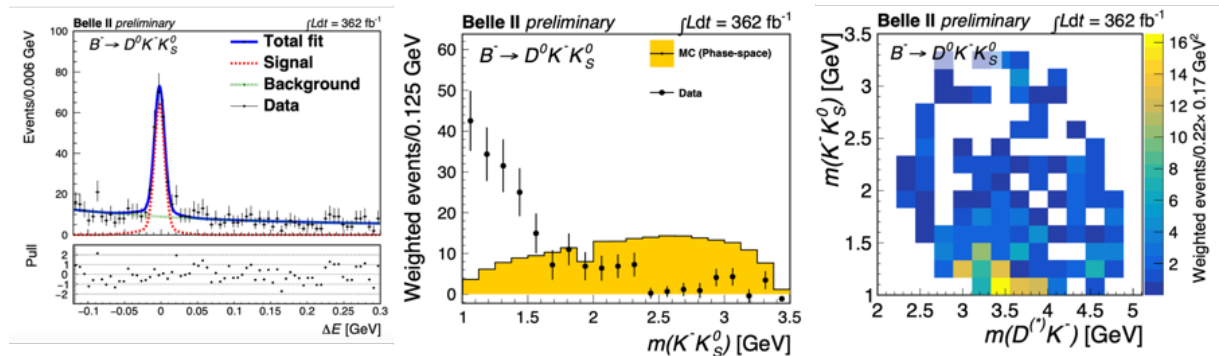 Belle II preliminary ∫Ldt = 362 fb⁻¹
B⁻→ D⁰K⁻K⁰S
Total fit
Signal
Background
Data
Events/0.006 GeV
100
80
60
40
20
0
Pull
2
1
0
-1
-2
-0.1 -0.05 0 0.05 0.1 0.15 0.2 0.25 0.3
ΔE [GeV]
Belle II preliminary ∫Ldt = 362 fb⁻¹
B⁻→ D⁰K⁻K⁰S
MC (Phase-space)
Data
Weighted events/0.125 GeV
60
50
40
30
20
10
0
1 1.5 2 2.5 3 3.5
m(K⁻K⁰S) [GeV]
Belle II preliminary ∫Ldt = 362 fb⁻¹
B⁻→ D⁰K⁻K⁰S
m(K⁻K⁰S) [GeV]
3.5
3
2.5
2
1.5
1
2 2.5 3 3.5 4 4.5 5
m(D⁽*⁾K⁻) [GeV]
16
14
12
10
8
6
4
2
Weighted events/0.22× 0.17 GeV²